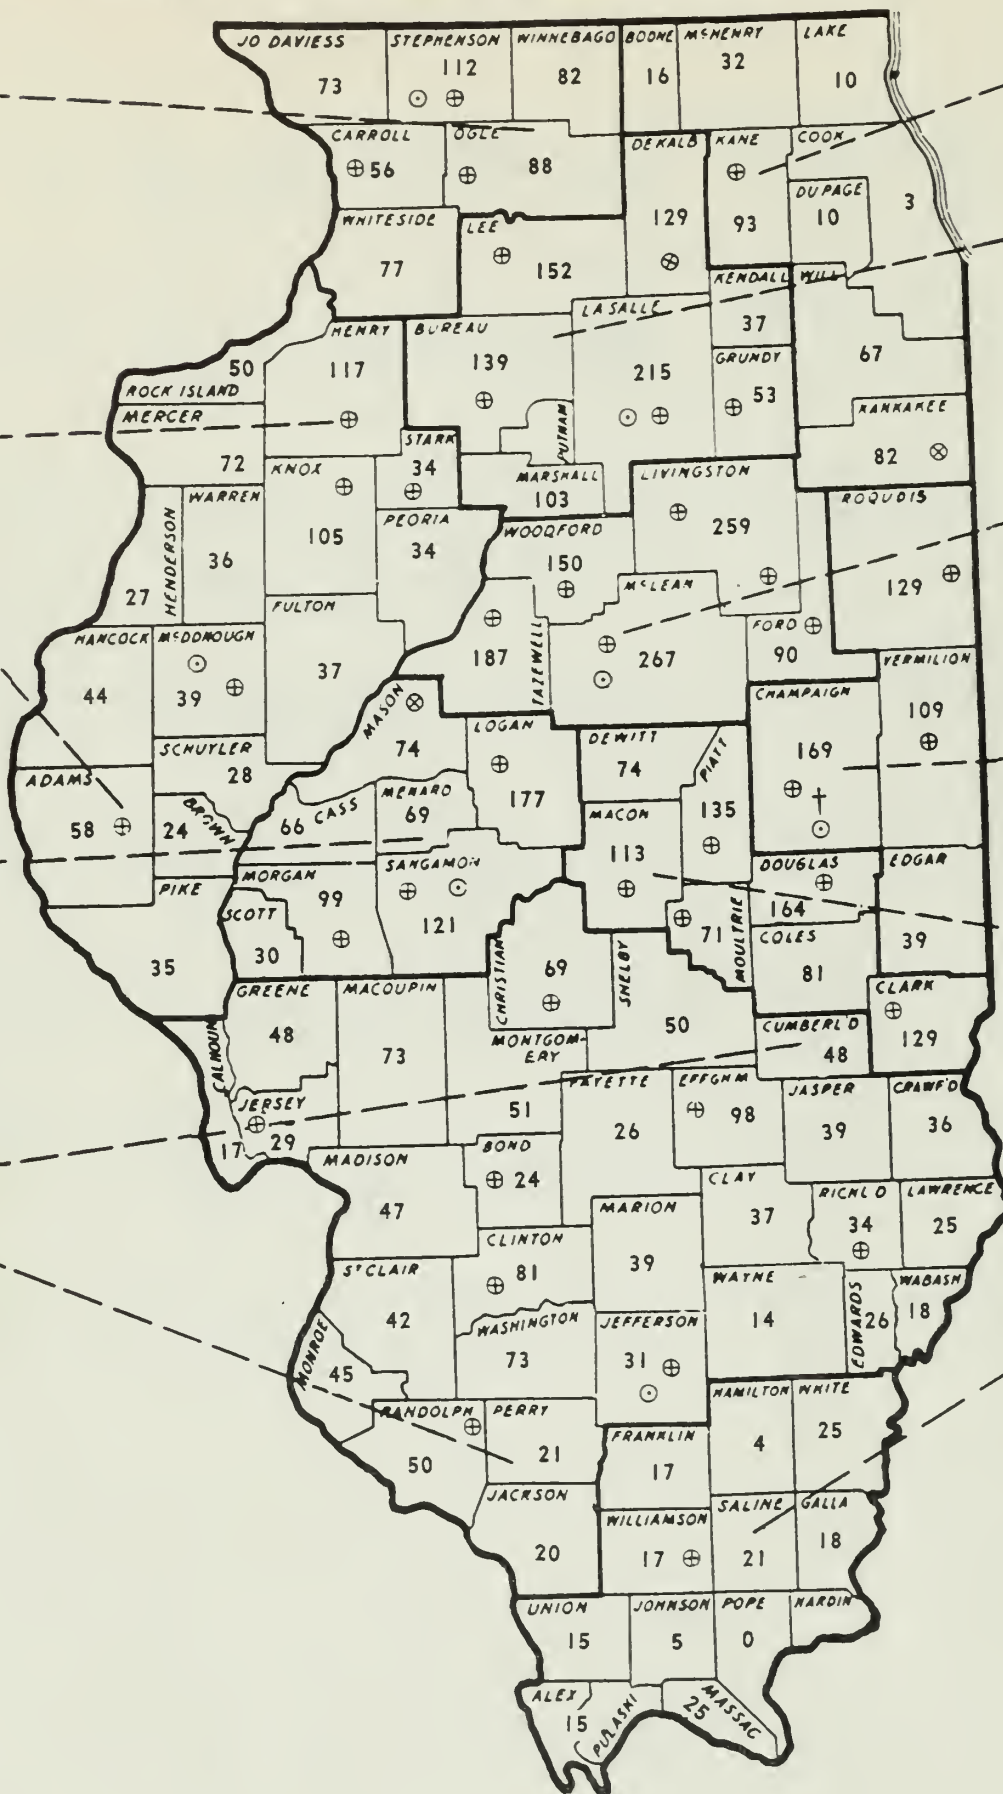 JO DAVIESS
73
STEPHENSON
112
WINNEBAGO
82
BOONE
16
McHENRY
32
LAKE
10
CARROLL
56
OGLE
88
DEKALB
129
KANE
93
COOK
3
DUPAGE
10
WHITESIDE
77
LEE
152
KENDALL
37
WILL
67
ROCK ISLAND
50
HENRY
117
BUREAU
139
LASALLE
215
GRUNDY
53
PUTNAM
KANKAKEE
82
MERCER
72
KNOX
105
STARK
34
MARSHALL
103
LIVINGSTON
259
ROQUOIS
129
HENDERSON
27
WARREN
36
PEORIA
34
WOODFORD
150
McLEAN
267
FORD
90
VERMILION
109
HANCOCK
44
McDONOUGH
39
FULTON
37
TAZEWELL
187
MASON
74
LOGAN
177
DEWITT
74
PIATT
135
CHAMPAIGN
169
ADAMS
58
SCHUYLER
28
BROWN
24
CASS
66
MENARD
69
MACON
113
DOUGLAS
164
EDGAR
39
PIKE
35
MORGAN
99
SCOTT
30
SANGAMON
121
CHRISTIAN
69
SHELBY
50
MOULTRIE
71
COLES
81
CLARK
129
CALHOUN
17
GREENE
48
MACOUPIN
73
MONTGOM-
ERY
51
CUMBERL'D
48
JERSEY
29
FAYETTE
26
EFFGHM
98
JASPER
39
CRAWF'D
36
MADISON
47
BOND
24
CLAY
37
RICHL'D
34
LAWRENCE
25
MARION
39
CLINTON
81
ST CLAIR
42
WAYNE
14
EDWARDS
26
WABASH
18
MONROE
45
WASHINGTON
73
JEFFERSON
31
RANDOLPH
50
PERRY
21
FRANKLIN
17
HAMILTON
4
WHITE
25
JACKSON
20
WILLIAMSON
17
SALINE
21
GALLA
18
UNION
15
JOHNSON
5
POPE
0
HARDIN
ALEX
15
PULASKI
MASSAC
25